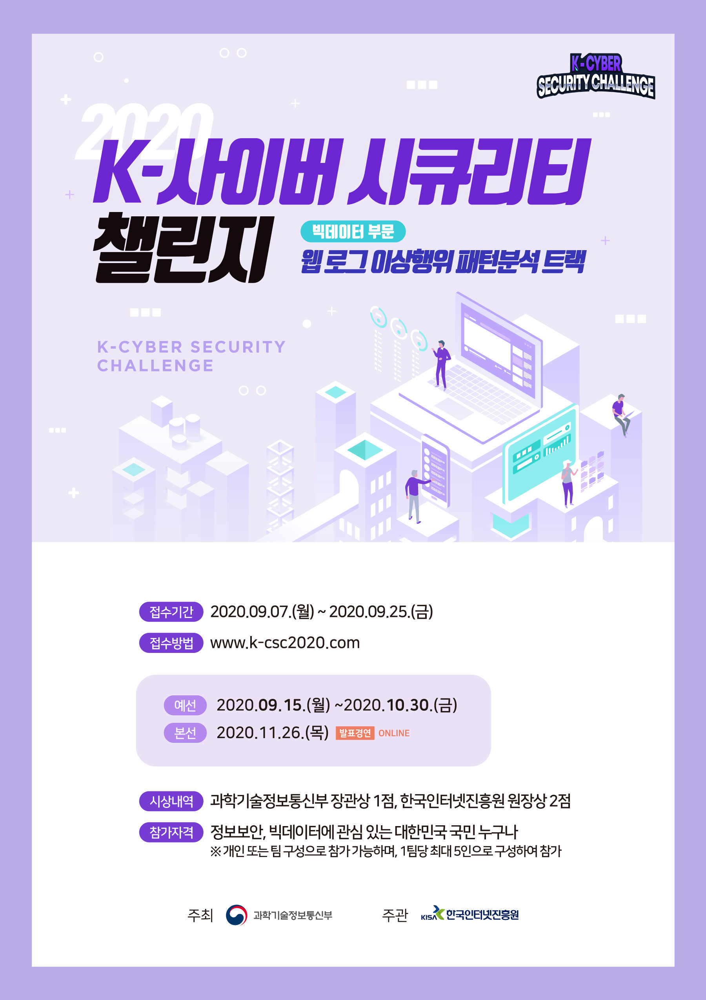 K-CYBER
SECURITY CHALLENGE
2020
K-사이버 시큐리티
챌린지
빅데이터 부문
웹 로그 이상행위 패턴분석 트랙
K-CYBER SECURITY
CHALLENGE
접수기간 2020.09.07.(월) ~ 2020.09.25.(금)
접수방법 www.k-csc2020.com
예선 2020.09.15.(월) ~2020.10.30.(금)
본선 2020.11.26.(목) 발표경연 ONLINE
시상내역 과학기술정보통신부 장관상 1점, 한국인터넷진흥원 원장상 2점
참가자격 정보보안, 빅데이터에 관심 있는 대한민국 국민 누구나
※ 개인 또는 팀 구성으로 참가 가능하며, 1팀당 최대 5인으로 구성하여 참가
주최 과학기술정보통신부 주관 KISA 한국인터넷진흥원